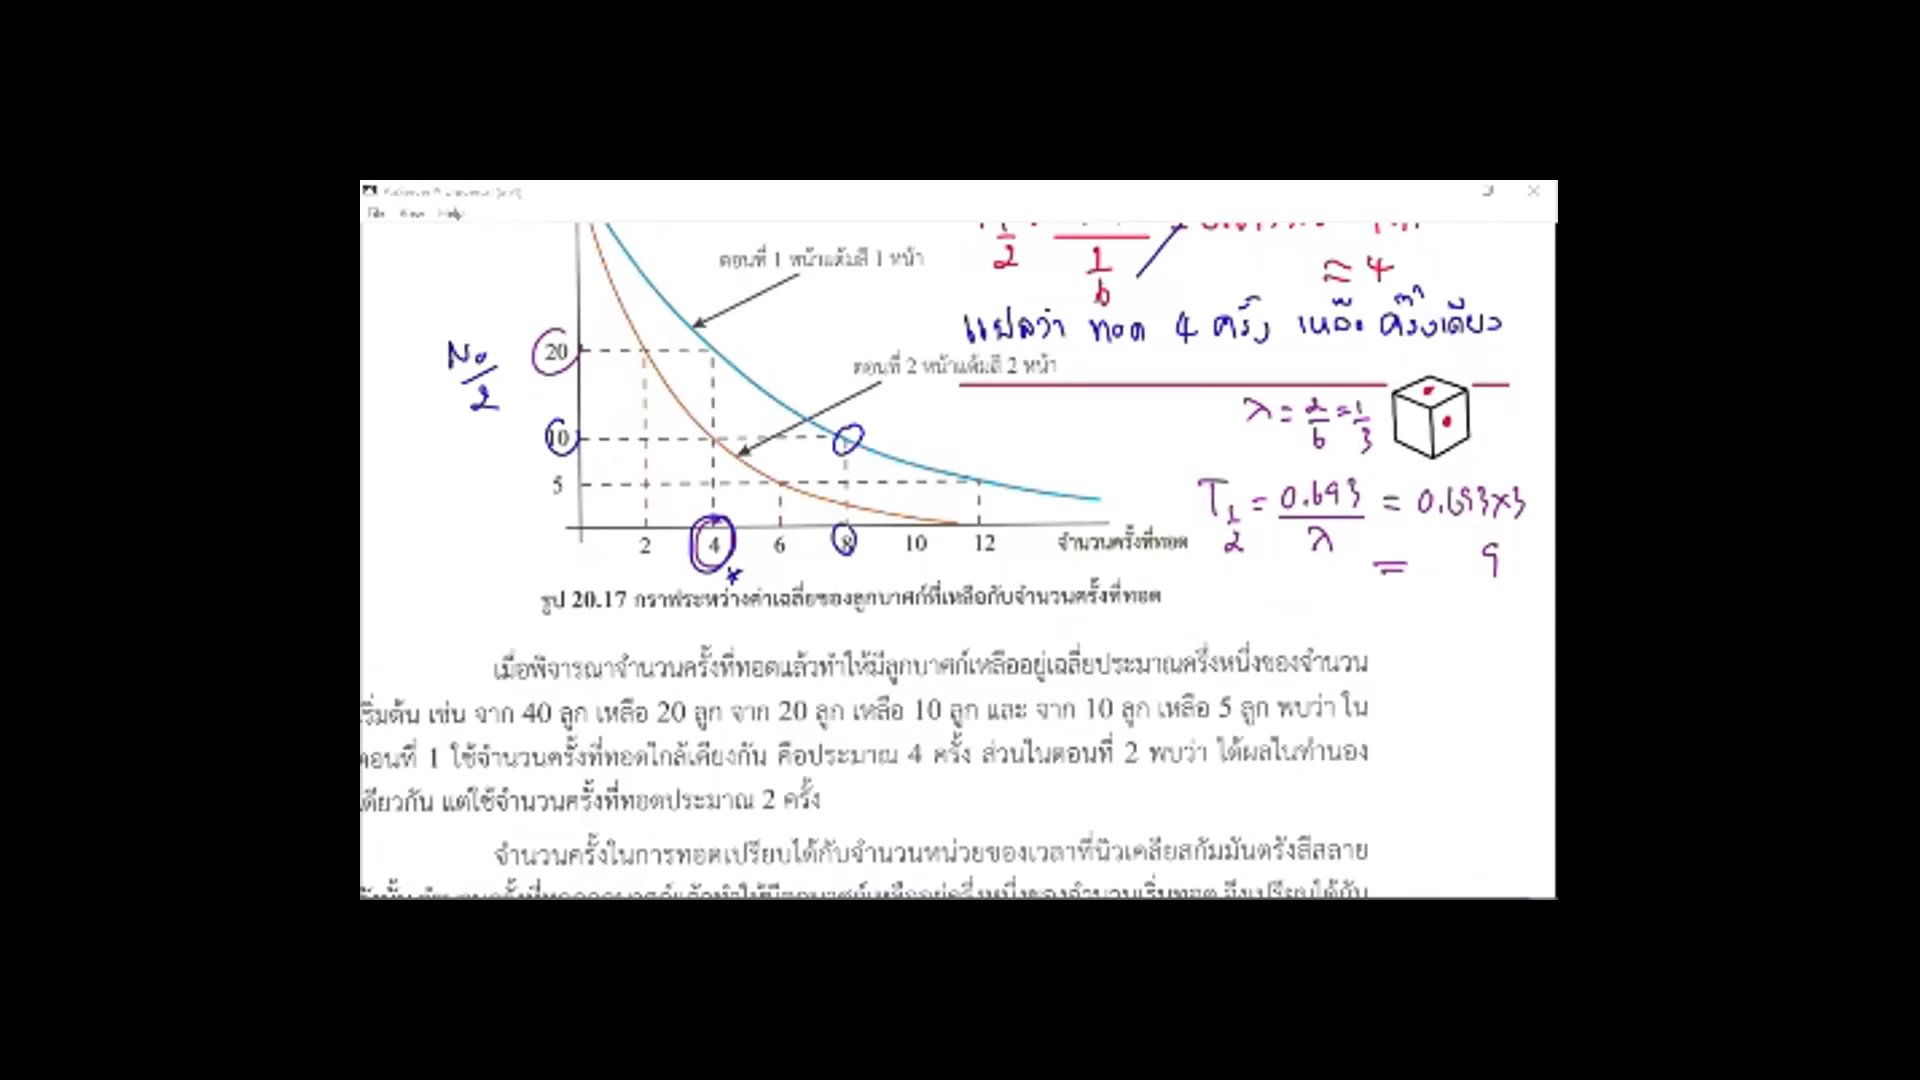 File View Help
ตอนที่ 1 หน้าแต้มสี 1 หน้า
1/2
1/6
≈ 4
แปลว่า ทอด 4 ครั้ง เหลือ ครึ่งเดียว
N₀/2
20
ตอนที่ 2 หน้าแต้มสี 2 หน้า
λ = 2/6 = 1/3
10
5
T 1/2 = 0.693/λ = 0.693×3
=
2 4 6 8 10 12 จำนวนครั้งที่ทอด
รูป 20.17 กราฟระหว่างค่าเฉลี่ยของลูกบาศก์ที่เหลือกับจำนวนครั้งที่ทอด
เมื่อพิจารณาจำนวนครั้งที่ทอดแล้วทำให้มีลูกบาศก์เหลืออยู่เฉลี่ยประมาณครึ่งหนึ่งของจำนวน
เริ่มต้น เช่น จาก 40 ลูก เหลือ 20 ลูก จาก 20 ลูก เหลือ 10 ลูก และ จาก 10 ลูก เหลือ 5 ลูก พบว่า ใน
ตอนที่ 1 ใช้จำนวนครั้งที่ทอดใกล้เคียงกัน คือประมาณ 4 ครั้ง ส่วนในตอนที่ 2 พบว่า ได้ผลในทำนอง
เดียวกัน แต่ใช้จำนวนครั้งที่ทอดประมาณ 2 ครั้ง
จำนวนครั้งในการทอดเปรียบได้กับจำนวนหน่วยของเวลาที่นิวเคลียสกัมมันตรังสีสลาย